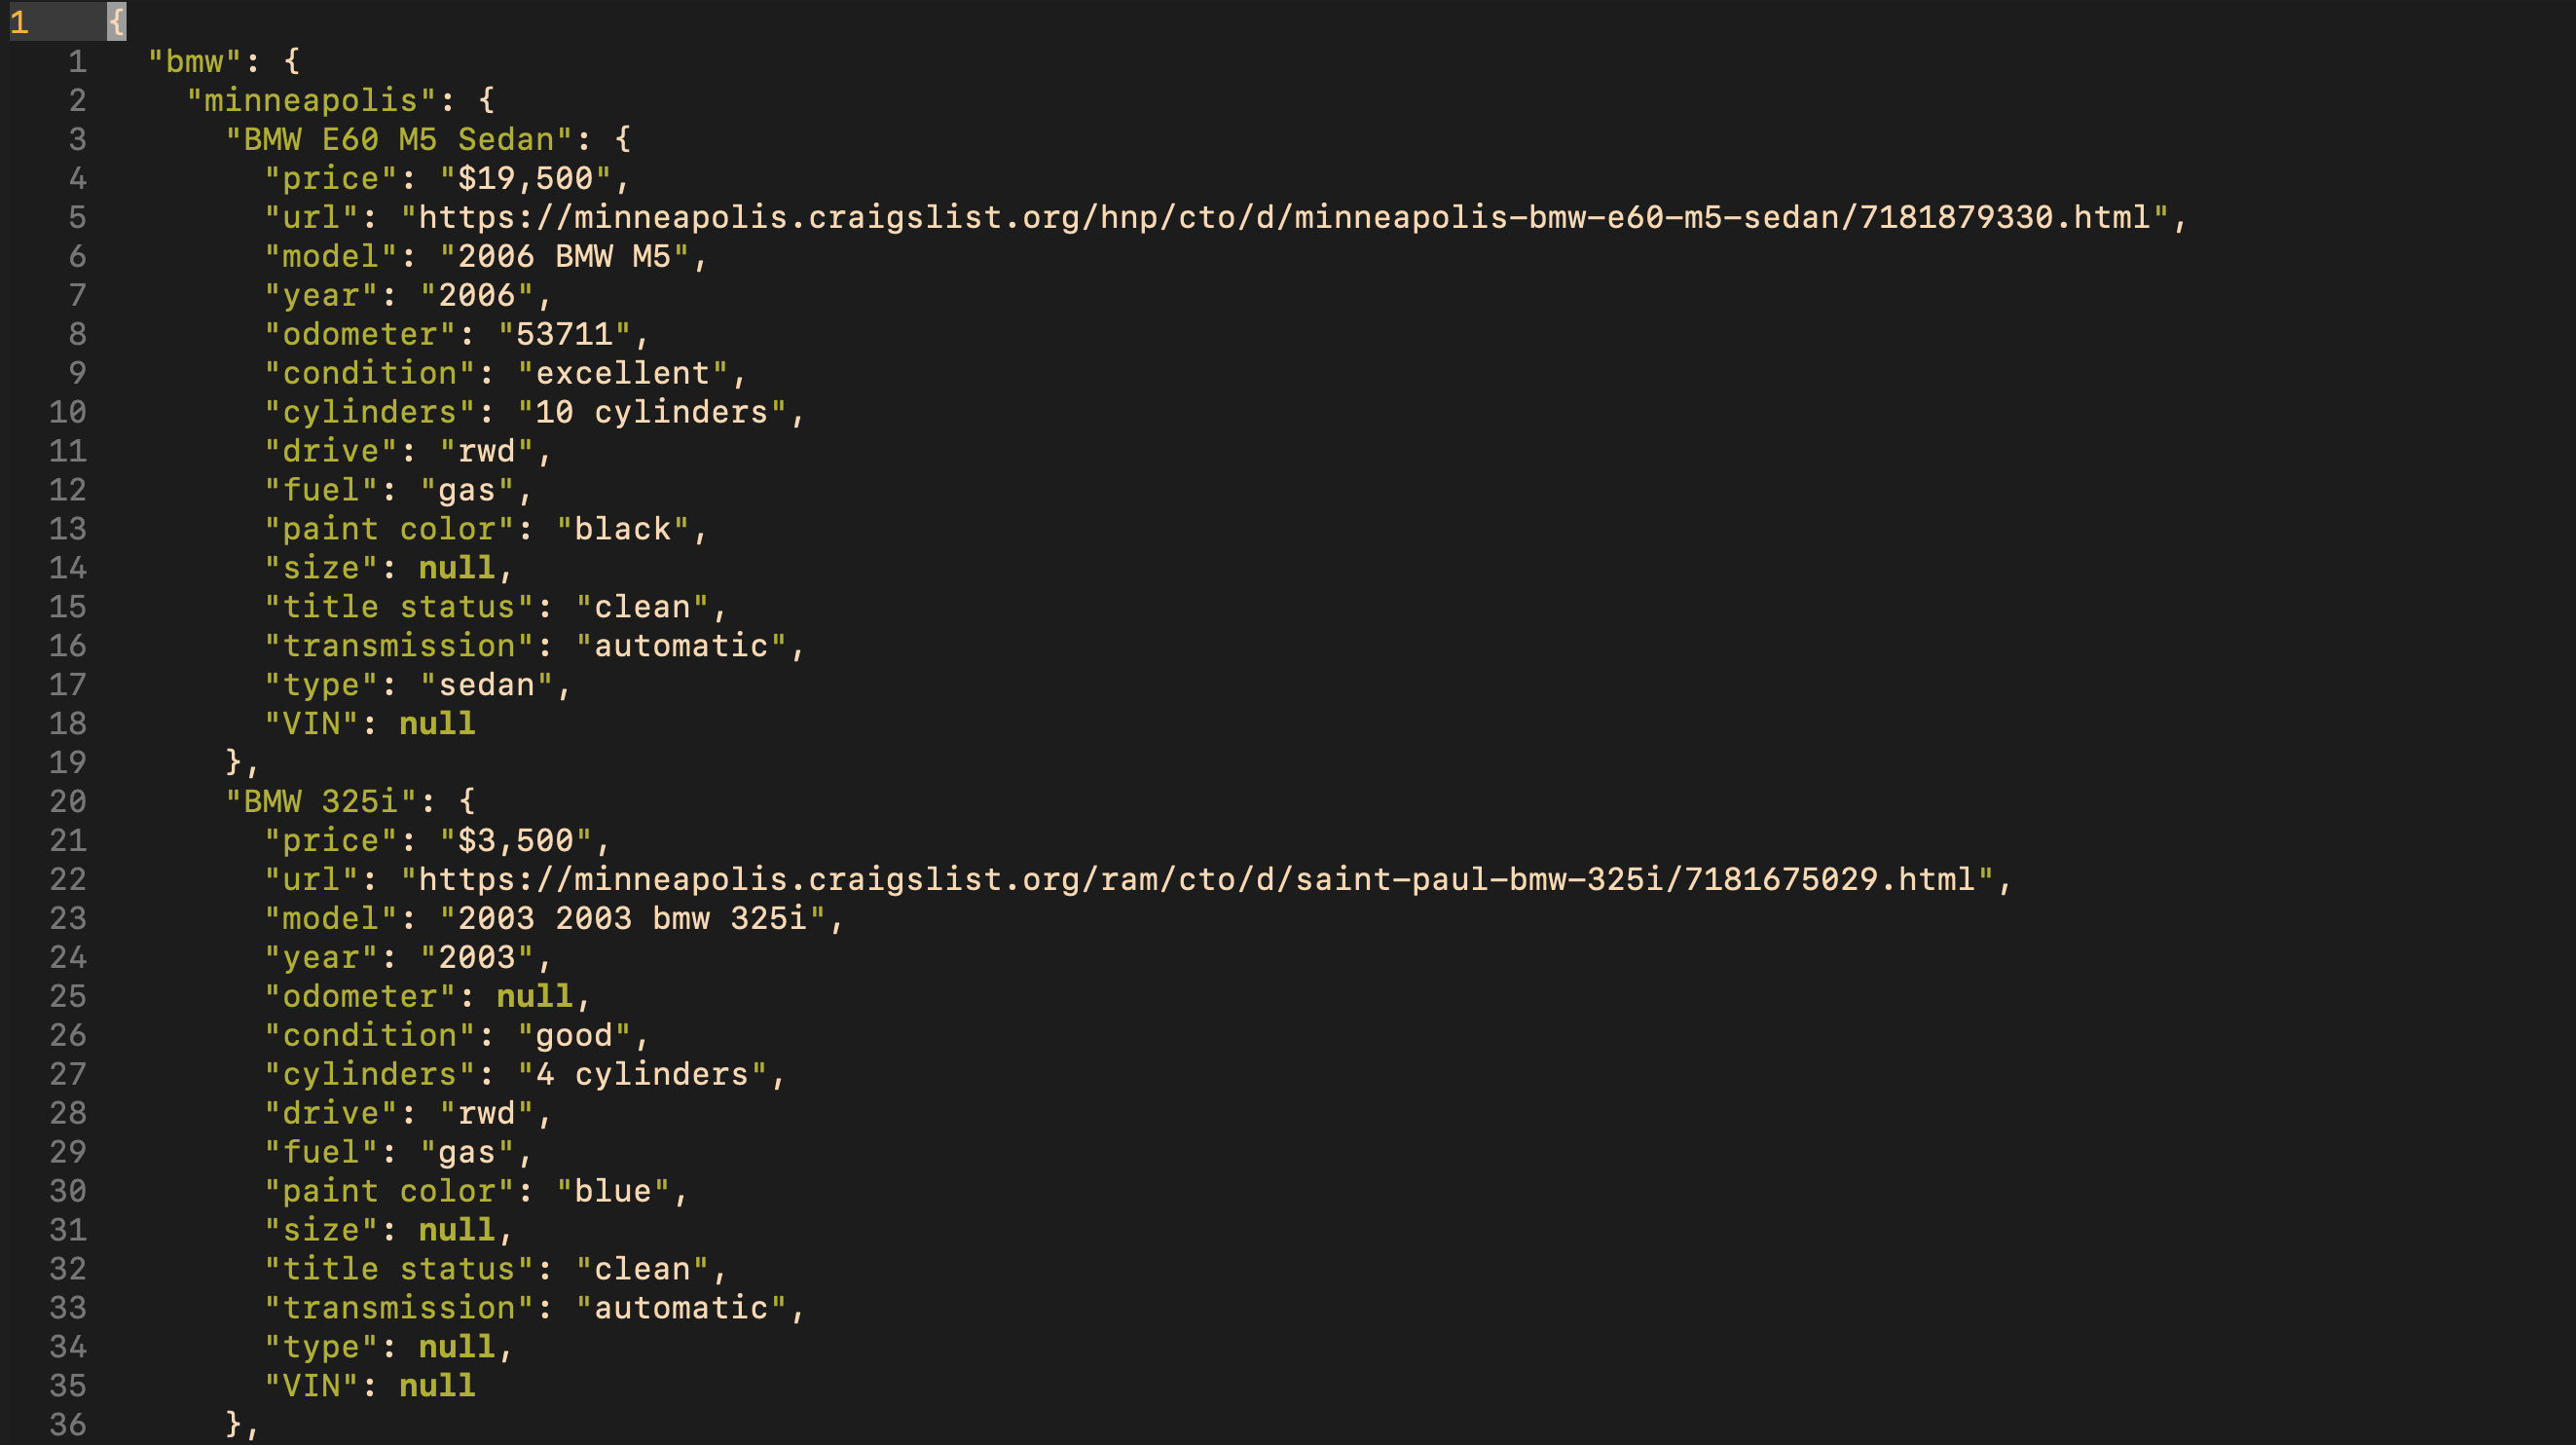 1 {
1 "bmw": {
2 "minneapolis": {
3 "BMW E60 M5 Sedan": {
4 "price": "$19,500",
5 "url": "https://minneapolis.craigslist.org/hnp/cto/d/minneapolis-bmw-e60-m5-sedan/7181879330.html",
6 "model": "2006 BMW M5",
7 "year": "2006",
8 "odometer": "53711",
9 "condition": "excellent",
10 "cylinders": "10 cylinders",
11 "drive": "rwd",
12 "fuel": "gas",
13 "paint color": "black",
14 "size": null,
15 "title status": "clean",
16 "transmission": "automatic",
17 "type": "sedan",
18 "VIN": null
19 },
20 "BMW 325i": {
21 "price": "$3,500",
22 "url": "https://minneapolis.craigslist.org/ram/cto/d/saint-paul-bmw-325i/7181675029.html",
23 "model": "2003 2003 bmw 325i",
24 "year": "2003",
25 "odometer": null,
26 "condition": "good",
27 "cylinders": "4 cylinders",
28 "drive": "rwd",
29 "fuel": "gas",
30 "paint color": "blue",
31 "size": null,
32 "title status": "clean",
33 "transmission": "automatic",
34 "type": null,
35 "VIN": null
36 },